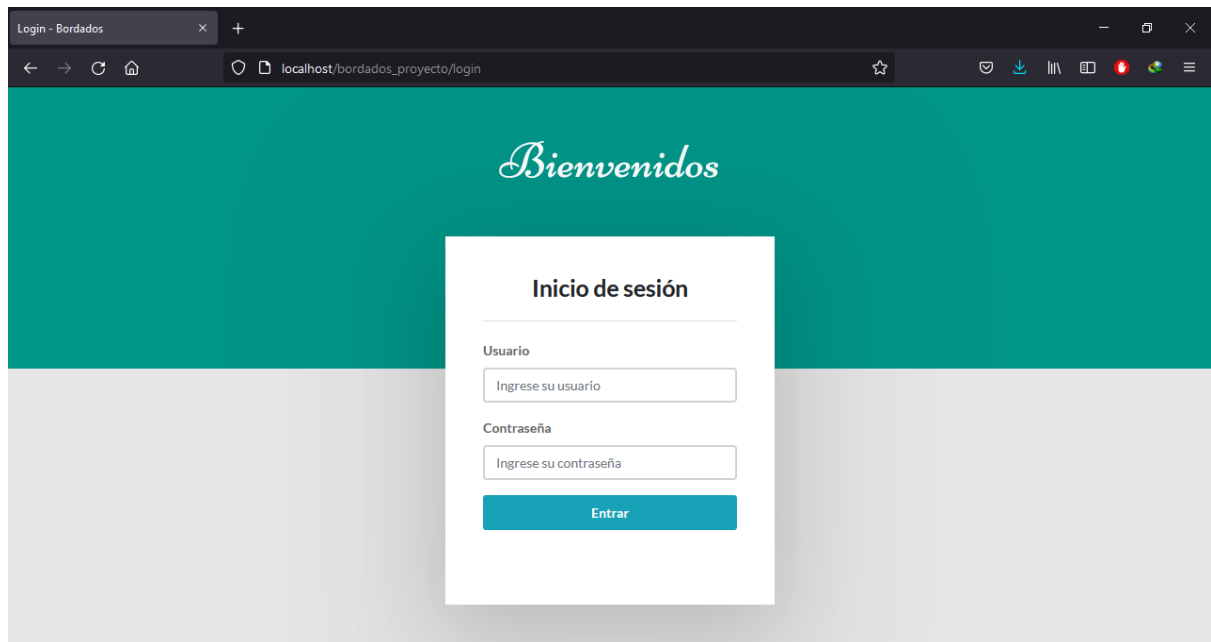 Login - Bordados
localhost/bordados_proyecto/login
Bienvenidos
Inicio de sesión
Usuario
Ingrese su usuario
Contraseña
Ingrese su contraseña
Entrar